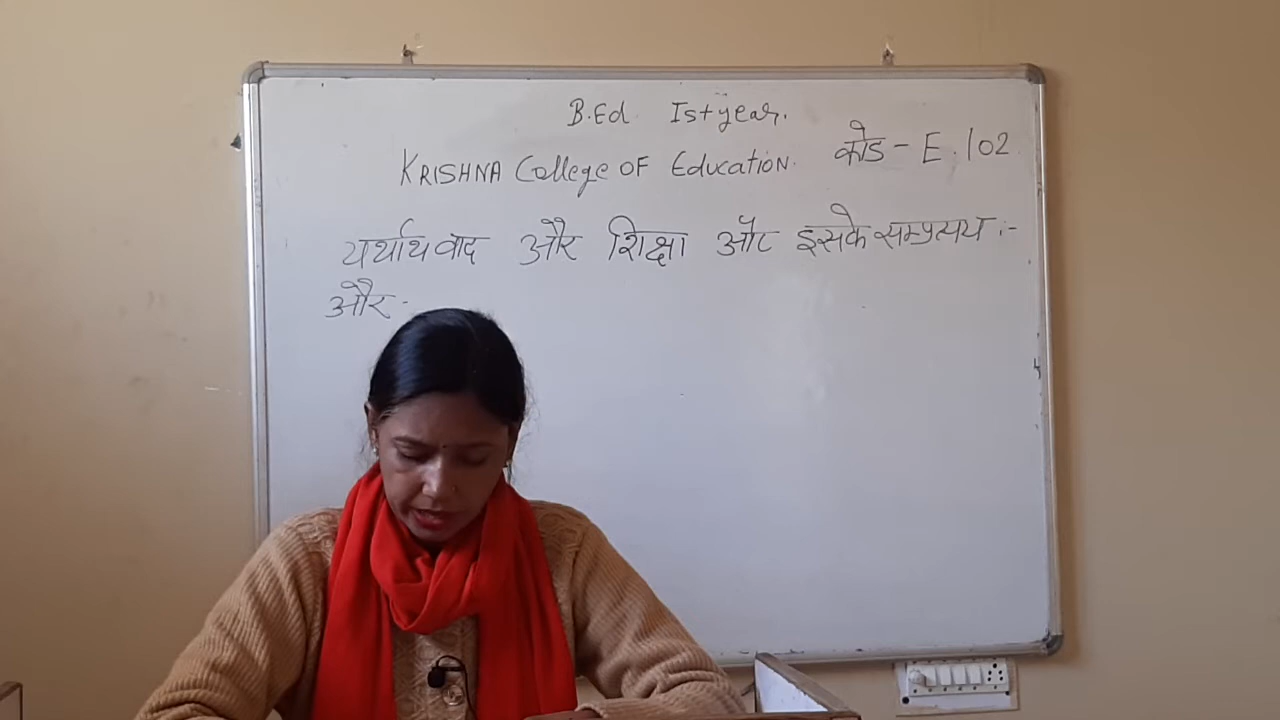 B.Ed. Ist year.
KRISHNA College OF Education. कोड - E. 102
यर्थाथवाद और शिक्षा और इसके सम्प्रत्यय :-
और -